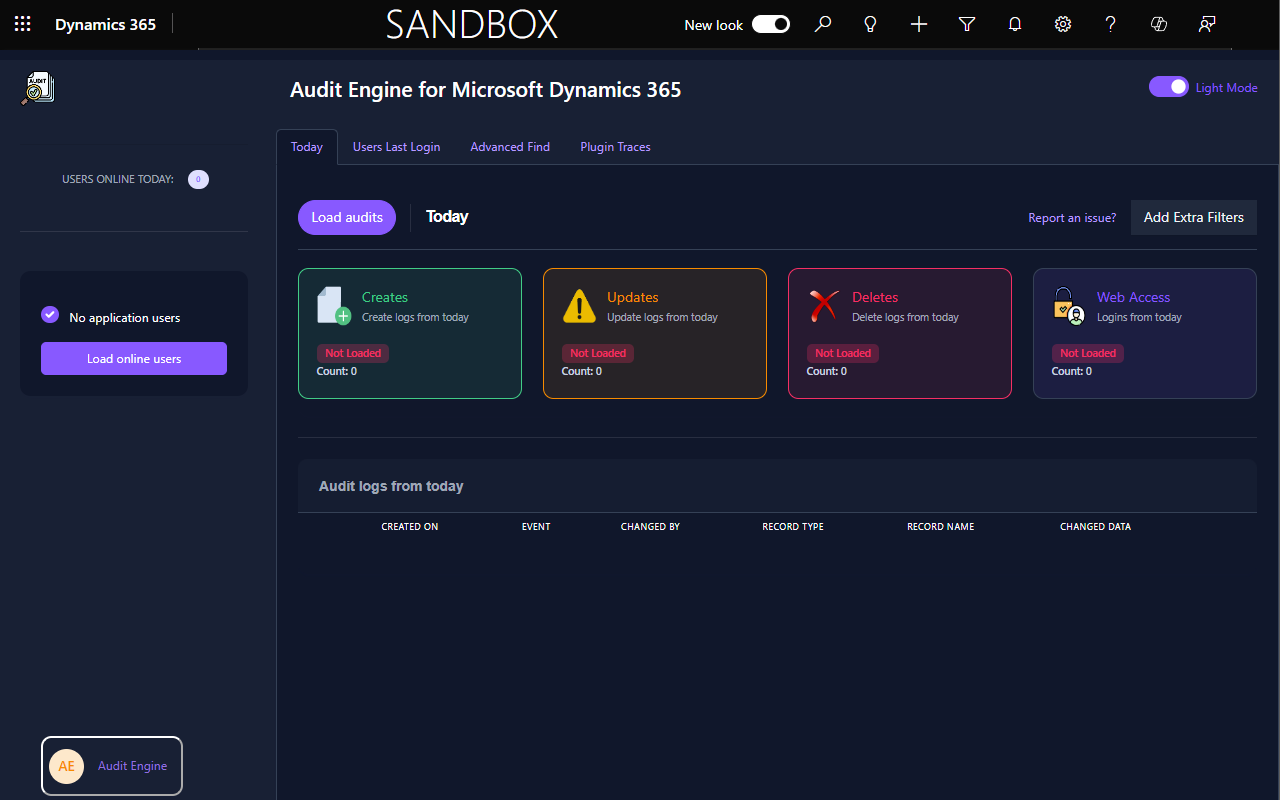 Dynamics 365
SANDBOX
New look
AUDIT
Audit Engine for Microsoft Dynamics 365
Light Mode
Today
Users Last Login
Advanced Find
Plugin Traces
USERS ONLINE TODAY:
0
No application users
Load online users
Load audits
Today
Report an issue?
Add Extra Filters
Creates
Create logs from today
Not Loaded
Count: 0
Updates
Update logs from today
Not Loaded
Count: 0
Deletes
Delete logs from today
Not Loaded
Count: 0
Web Access
Logins from today
Not Loaded
Count: 0
Audit logs from today
CREATED ON
EVENT
CHANGED BY
RECORD TYPE
RECORD NAME
CHANGED DATA
AE
Audit Engine